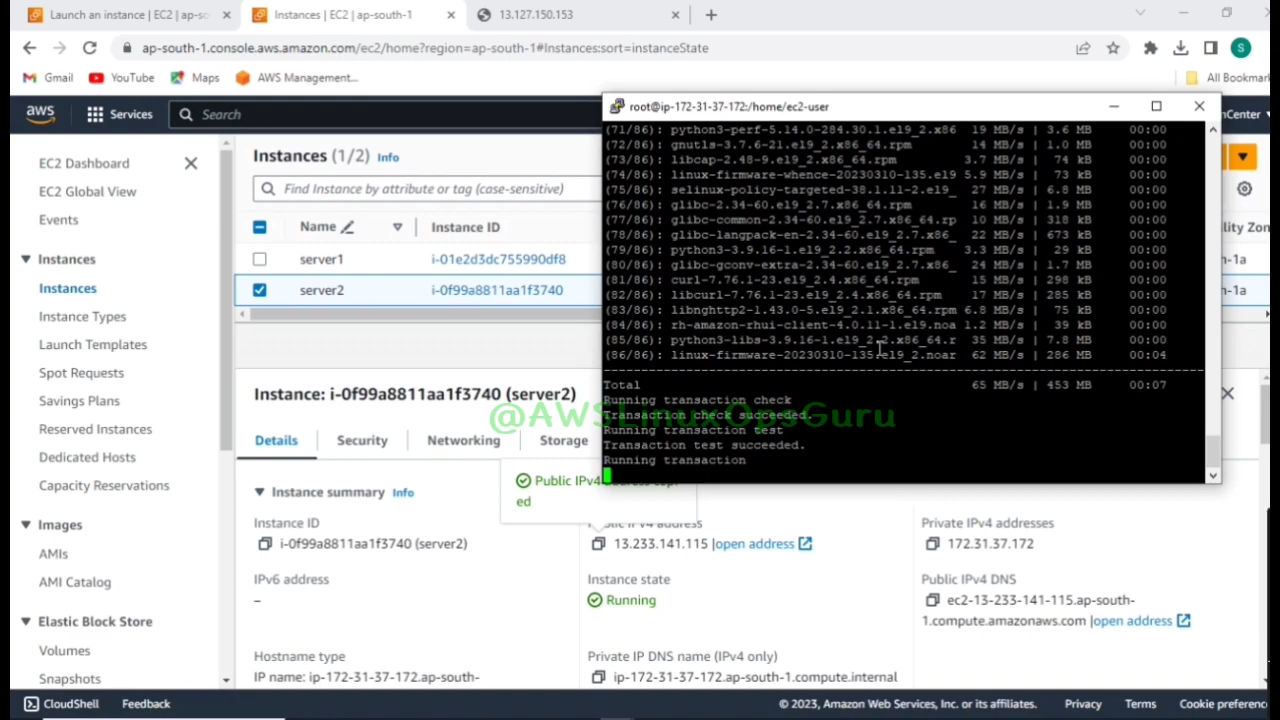 Launch an instance | EC2 | ap-so
Instances | EC2 | ap-south-1
13.127.150.153
ap-south-1.console.aws.amazon.com/ec2/home?region=ap-south-1#Instances:sort=instanceState
Gmail
YouTube
Maps
AWS Management...
All Bookmar
aws
Services
Search
Center
root@ip-172-31-37-172:/home/ec2-user
EC2 Dashboard
EC2 Global View
Events
Instances
Instances
Instance Types
Launch Templates
Spot Requests
Savings Plans
Reserved Instances
Dedicated Hosts
Capacity Reservations
Images
AMIs
AMI Catalog
Elastic Block Store
Volumes
Snapshots
Instances (1/2) Info
Find Instance by attribute or tag (case-sensitive)
Name
Instance ID
ility Zon
server1 i-01e2d3dc755990df8
-1a
server2 i-0f99a8811aa1f3740
-1a
(71/86): python3-perf-5.14.0-284.30.1.el9_2.x86 19 MB/s | 3.6 MB 00:00
(72/86): gnutls-3.7.6-21.el9_2.x86_64.rpm 14 MB/s | 1.0 MB 00:00
(73/86): libcap-2.48-9.el9_2.x86_64.rpm 3.7 MB/s | 74 kB 00:00
(74/86): linux-firmware-whence-20230310-135.el9 5.9 MB/s | 73 kB 00:00
(75/86): selinux-policy-targeted-38.1.11-2.el9_ 27 MB/s | 6.8 MB 00:00
(76/86): glibc-2.34-60.el9_2.7.x86_64.rpm 16 MB/s | 1.9 MB 00:00
(77/86): glibc-common-2.34-60.el9_2.7.x86_64.rp 10 MB/s | 318 kB 00:00
(78/86): glibc-langpack-en-2.34-60.el9_2.7.x86_ 22 MB/s | 673 kB 00:00
(79/86): python3-3.9.16-1.el9_2.2.x86_64.rpm 3.3 MB/s | 29 kB 00:00
(80/86): glibc-gconv-extra-2.34-60.el9_2.7.x86_ 24 MB/s | 1.7 MB 00:00
(81/86): curl-7.76.1-23.el9_2.4.x86_64.rpm 15 MB/s | 298 kB 00:00
(82/86): libcurl-7.76.1-23.el9_2.4.x86_64.rpm 17 MB/s | 285 kB 00:00
(83/86): libnghttp2-1.43.0-5.el9_2.1.x86_64.rpm 6.8 MB/s | 75 kB 00:00
(84/86): rh-amazon-rhui-client-4.0.11-1.el9.noa 1.2 MB/s | 39 kB 00:00
(85/86): python3-libs-3.9.16-1.el9_2.2.x86_64.r 35 MB/s | 7.8 MB 00:00
(86/86): linux-firmware-20230310-135.el9_2.noar 62 MB/s | 286 MB 00:04
--------------------------------------------------------------------------------
Total 65 MB/s | 453 MB 00:07
Running transaction check
Transaction check succeeded.
Running transaction test
Transaction test succeeded.
Running transaction
@AWSLinuxOpsGuru
Instance: i-0f99a8811aa1f3740 (server2)
Details
Security
Networking
Storage
Public IPv4 address copi
ed
Instance summary Info
Instance ID
i-0f99a8811aa1f3740 (server2)
Public IPv4 address
13.233.141.115 |open address
Private IPv4 addresses
172.31.37.172
IPv6 address
–
Instance state
Running
Public IPv4 DNS
ec2-13-233-141-115.ap-south-
1.compute.amazonaws.com |open address
Hostname type
IP name: ip-172-31-37-172.ap-south-
Private IP DNS name (IPv4 only)
ip-172-31-37-172.ap-south-1.compute.internal
CloudShell
Feedback
© 2023, Amazon Web Services, Inc. or its affiliates.
Privacy
Terms
Cookie preferenc